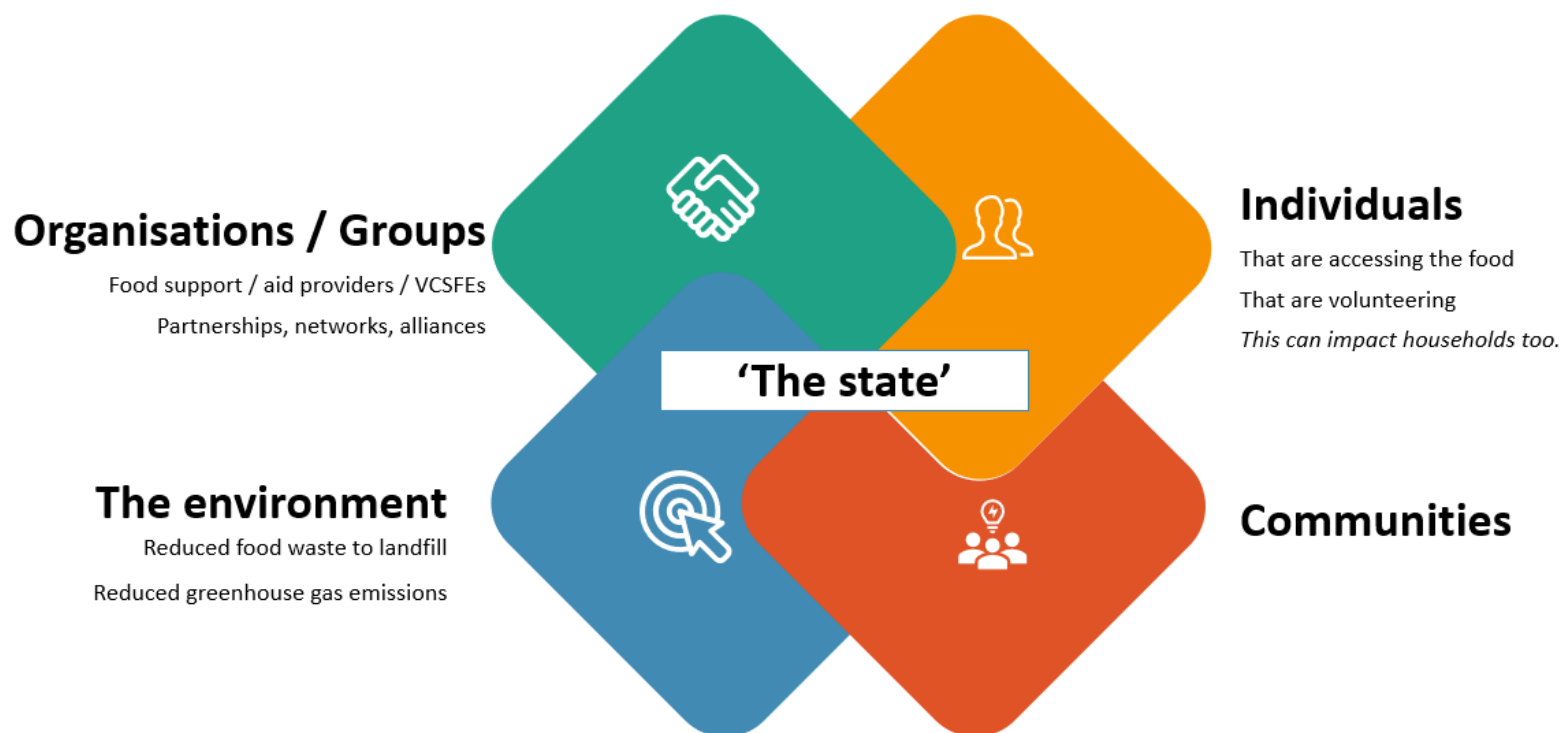 Organisations / Groups
Food support / aid providers / VCSFEs
Partnerships, networks, alliances
Individuals
That are accessing the food
That are volunteering
This can impact households too.
‘The state’
The environment
Reduced food waste to landfill
Reduced greenhouse gas emissions
Communities